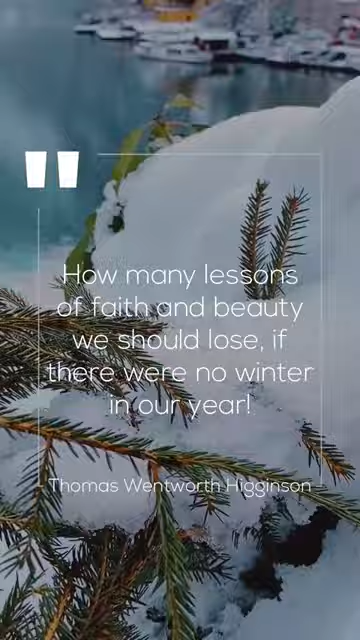 "
How many lessons
of faith and beauty
we should lose, if
there were no winter
in our year!
Thomas Wentworth Higginson